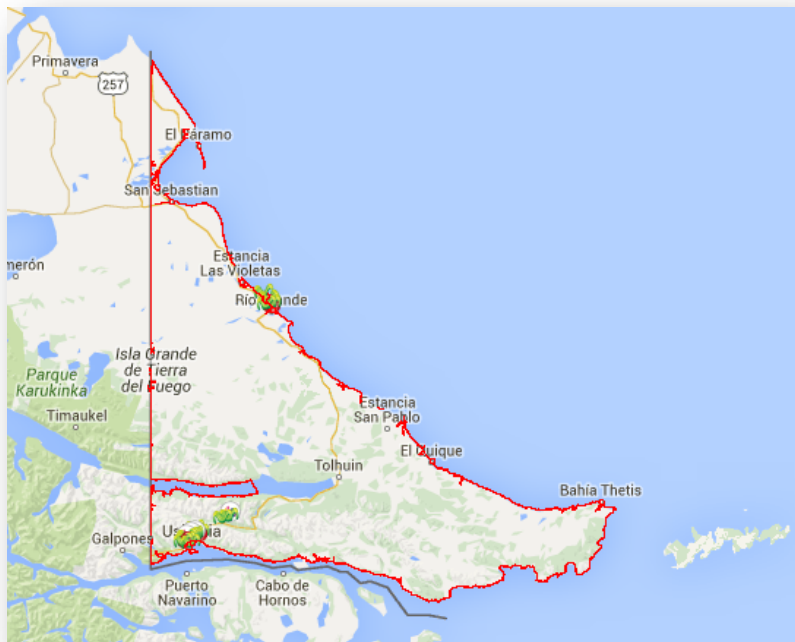 Primavera
257
El Páramo
San Sebastian
Estancia
Las Violetas
merón
Río Grande
Isla Grande
de Tierra
del Fuego
Parque
Karukinka
Timaukel
Estancia
San Pablo
El Quique
Tolhuin
Bahía Thetis
Ushuaia
Galpones
Puerto
Navarino
Cabo de
Hornos